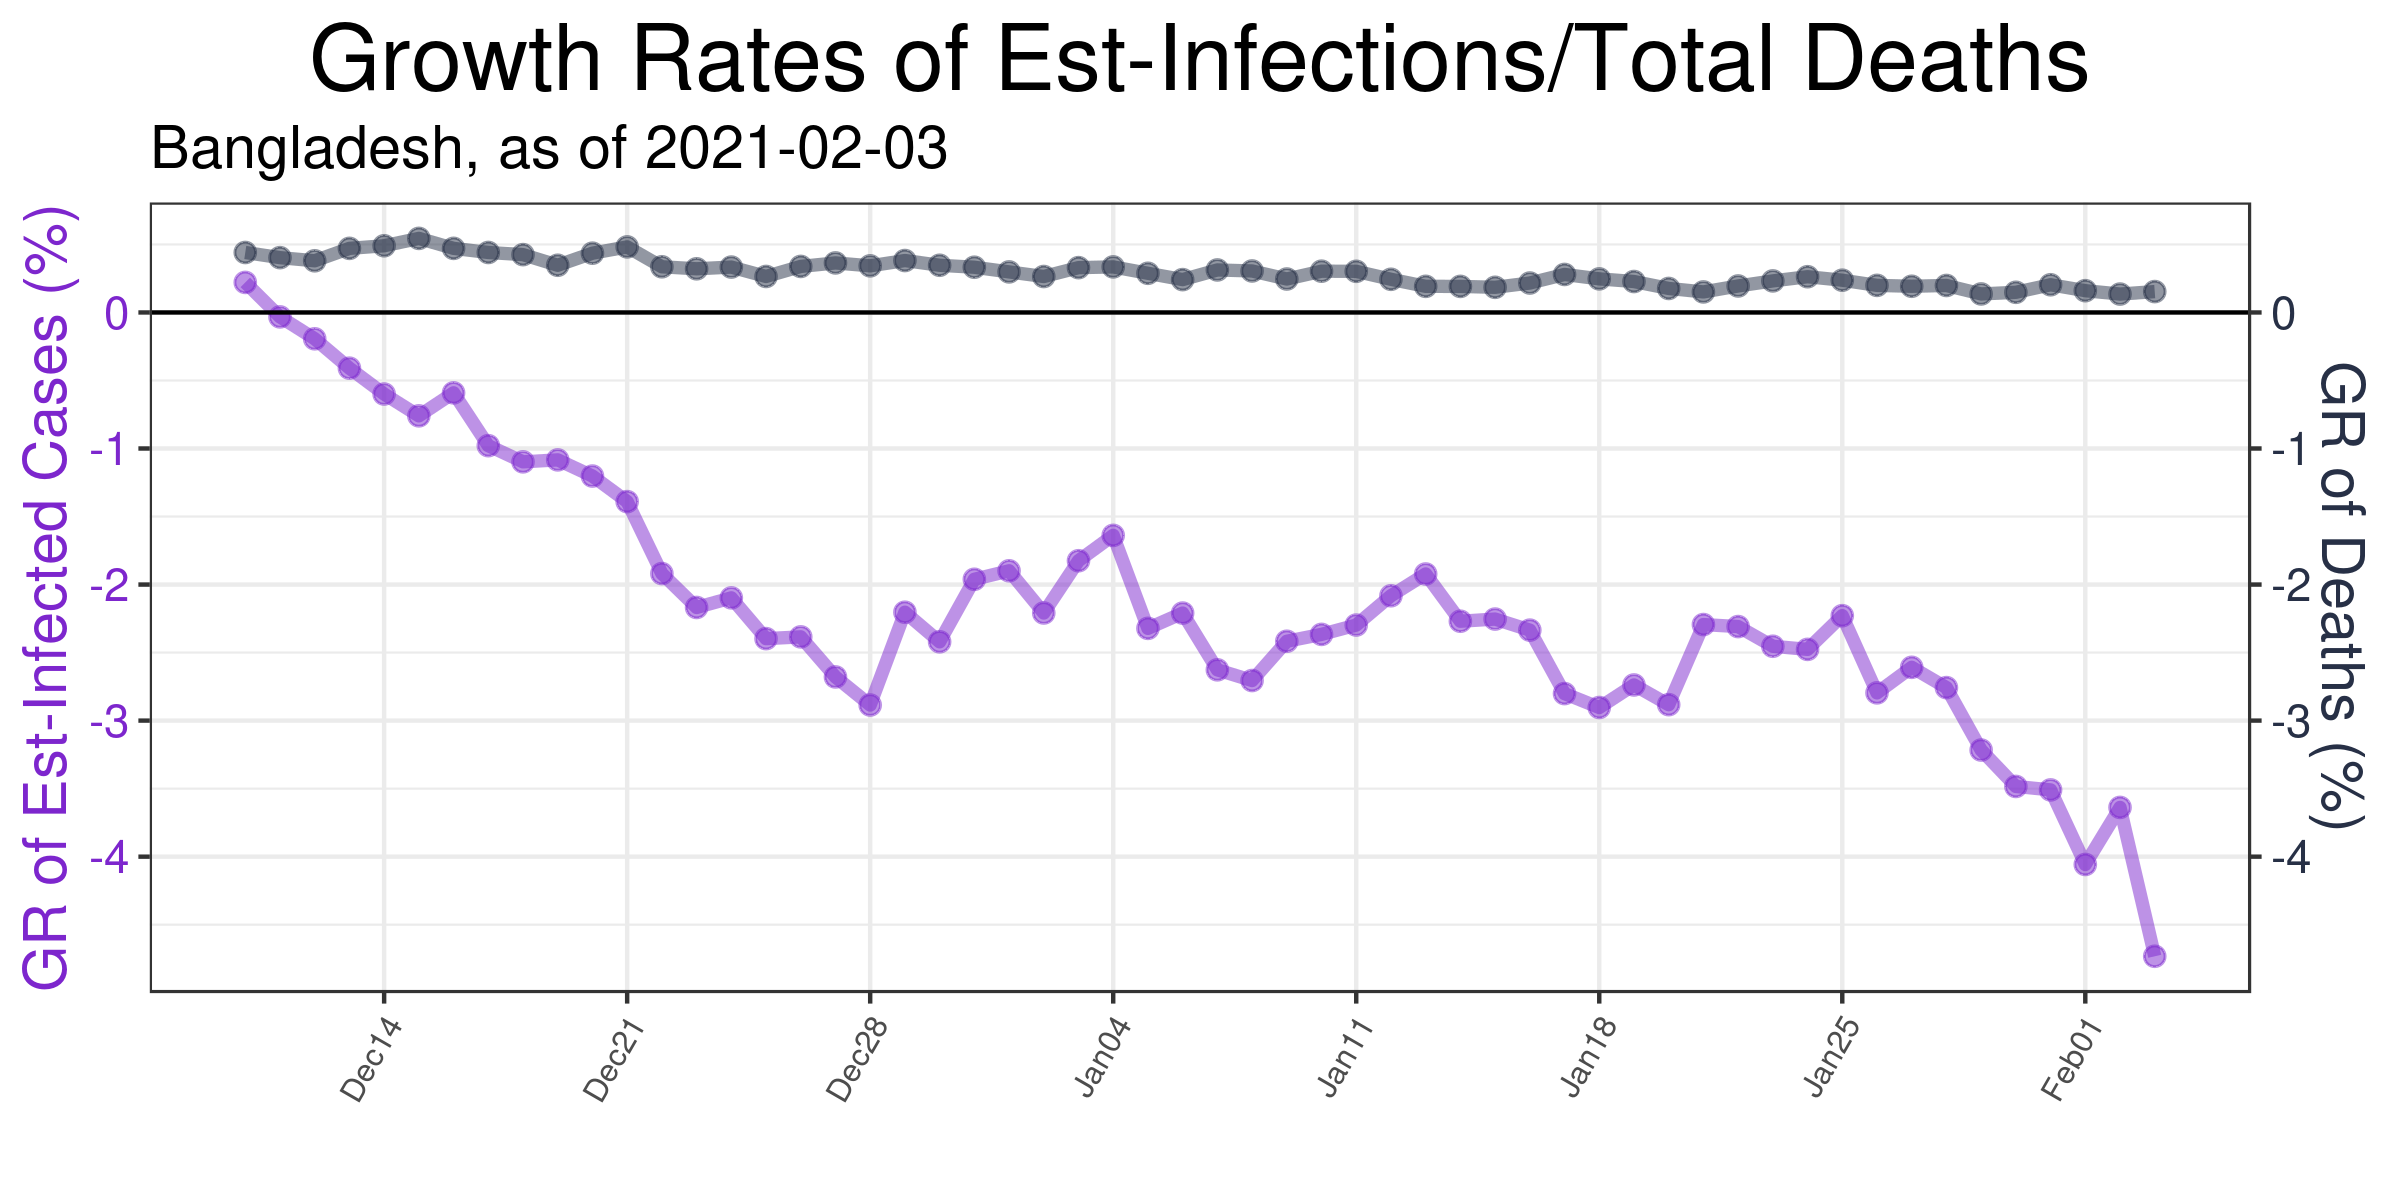 Growth Rates of Est-Infections/Total Deaths
Bangladesh, as of 2021-02-03
GR of Est-Infected Cases (%)
0
-1
-2
-3
-4
0
-1
-2
-3
-4
GR of Deaths (%)
Dec14
Dec21
Dec28
Jan04
Jan11
Jan18
Jan25
Feb01